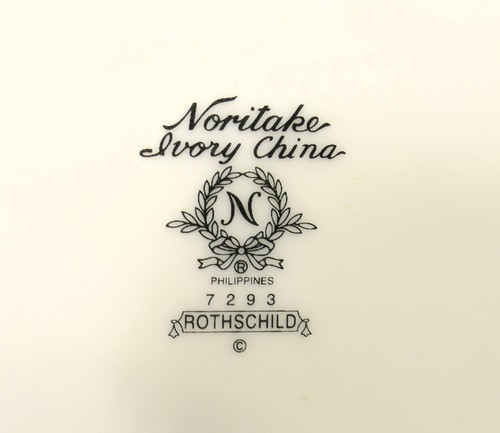 Noritake
Ivory China
N
®
PHILIPPINES
7293
ROTHSCHILD
©